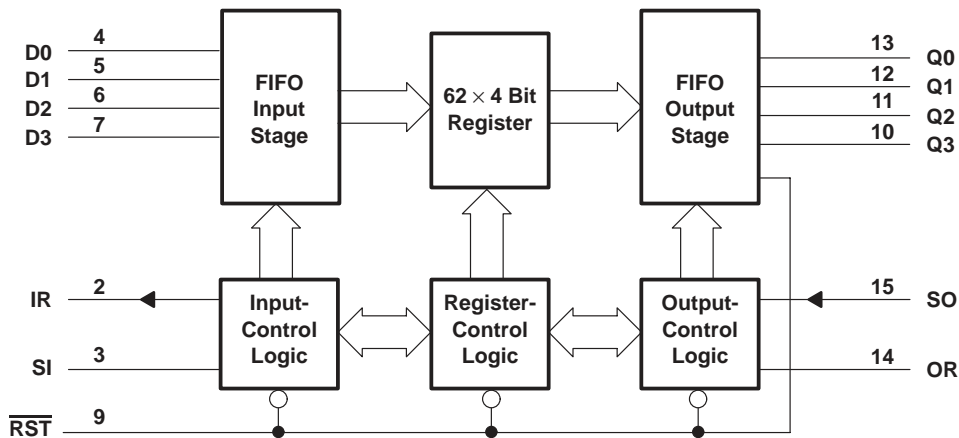 D0 4
D1 5
D2 6
D3 7
FIFO
Input
Stage
62 × 4 Bit
Register
FIFO
Output
Stage
13 Q0
12 Q1
11 Q2
10 Q3
IR 2
SI 3
Input-
Control
Logic
Register-
Control
Logic
Output-
Control
Logic
15 SO
14 OR
R̅S̅T̅ 9